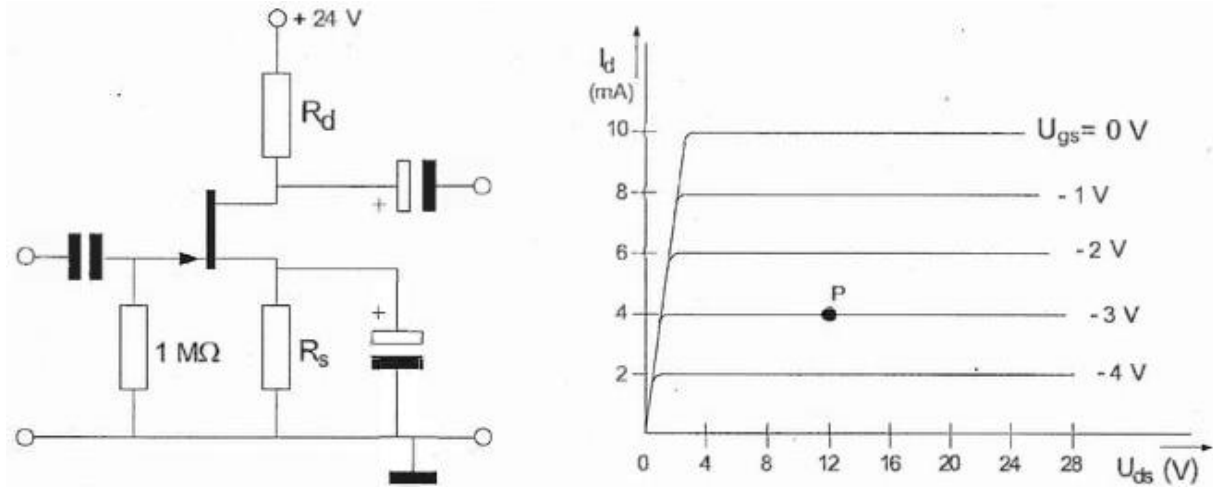 + 24 V
R_d
+
1 MΩ
R_s
+
I_d
(mA)
10
8
6
4
2
U_gs= 0 V
- 1 V
- 2 V
P
- 3 V
- 4 V
0 4 8 12 16 20 24 28
U_ds (V)